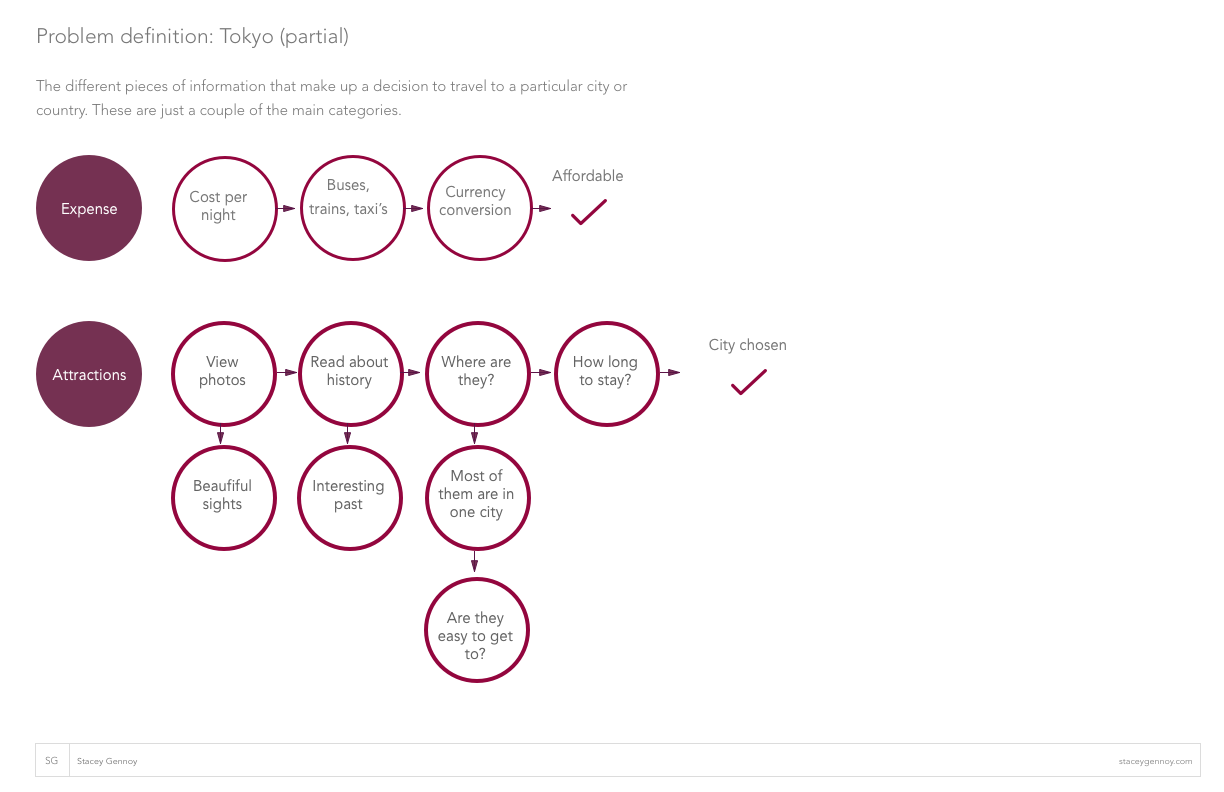 Problem definition: Tokyo (partial)
The different pieces of information that make up a decision to travel to a particular city or
country. These are just a couple of the main categories.
Expense
Cost per
night
Buses,
trains, taxi's
Currency
conversion
Affordable
Attractions
View
photos
Read about
history
Where are
they?
How long
to stay?
City chosen
Beaufiful
sights
Interesting
past
Most of
them are in
one city
Are they
easy to get
to?
SG
Stacey Gennoy
staceygennoy.com